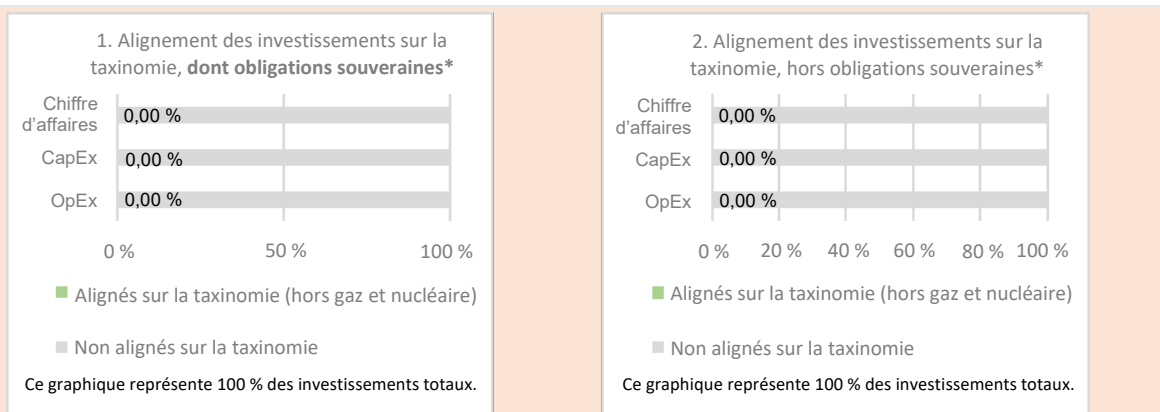 1. Alignement des investissements sur la
taxinomie, dont obligations souveraines*
Chiffre
d'affaires
0,00 %
CapEx
0,00 %
OpEx
0,00 %
0 %
50 %
100 %
Alignés sur la taxinomie (hors gaz et nucléaire)
Non alignés sur la taxinomie
Ce graphique représente 100 % des investissements totaux.
2. Alignement des investissements sur la
taxinomie, hors obligations souveraines*
Chiffre
d'affaires
0,00 %
CapEx
0,00 %
OpEx
0,00 %
0 %
20 %
40 %
60 %
80 %
100 %
Alignés sur la taxinomie (hors gaz et nucléaire)
Non alignés sur la taxinomie
Ce graphique représente 100 % des investissements totaux.